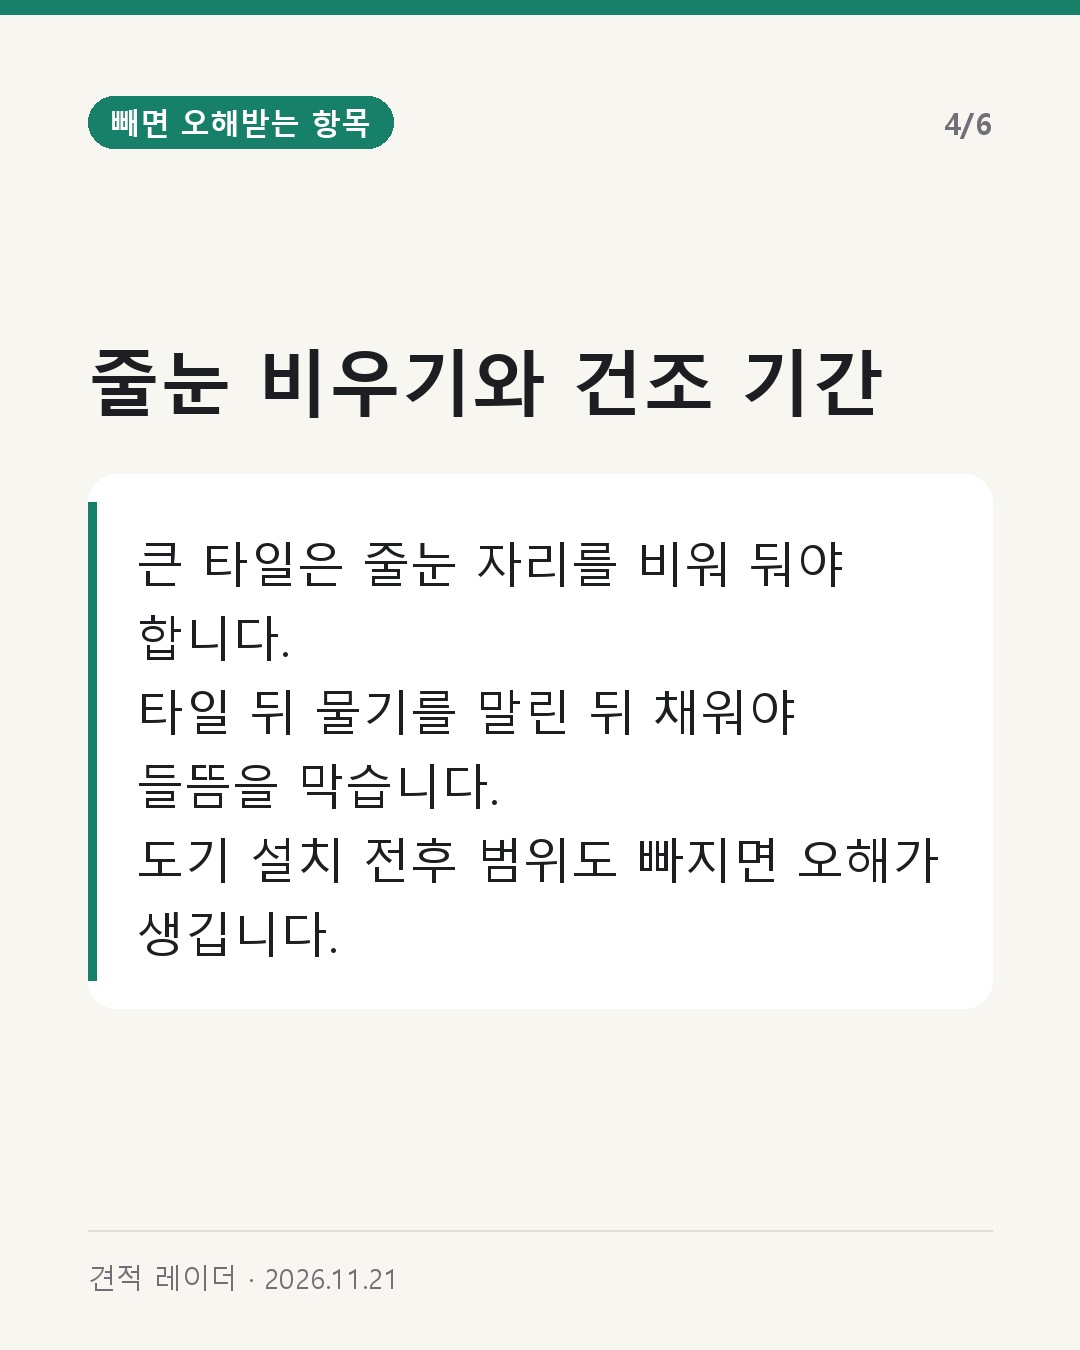 빼면 오해받는 항목
4/6
줄눈 비우기와 건조 기간
큰 타일은 줄눈 자리를 비워 둬야
합니다.
타일 뒤 물기를 말린 뒤 채워야
들뜸을 막습니다.
도기 설치 전후 범위도 빠지면 오해가
생깁니다.
견적 레이더 · 2026.11.21